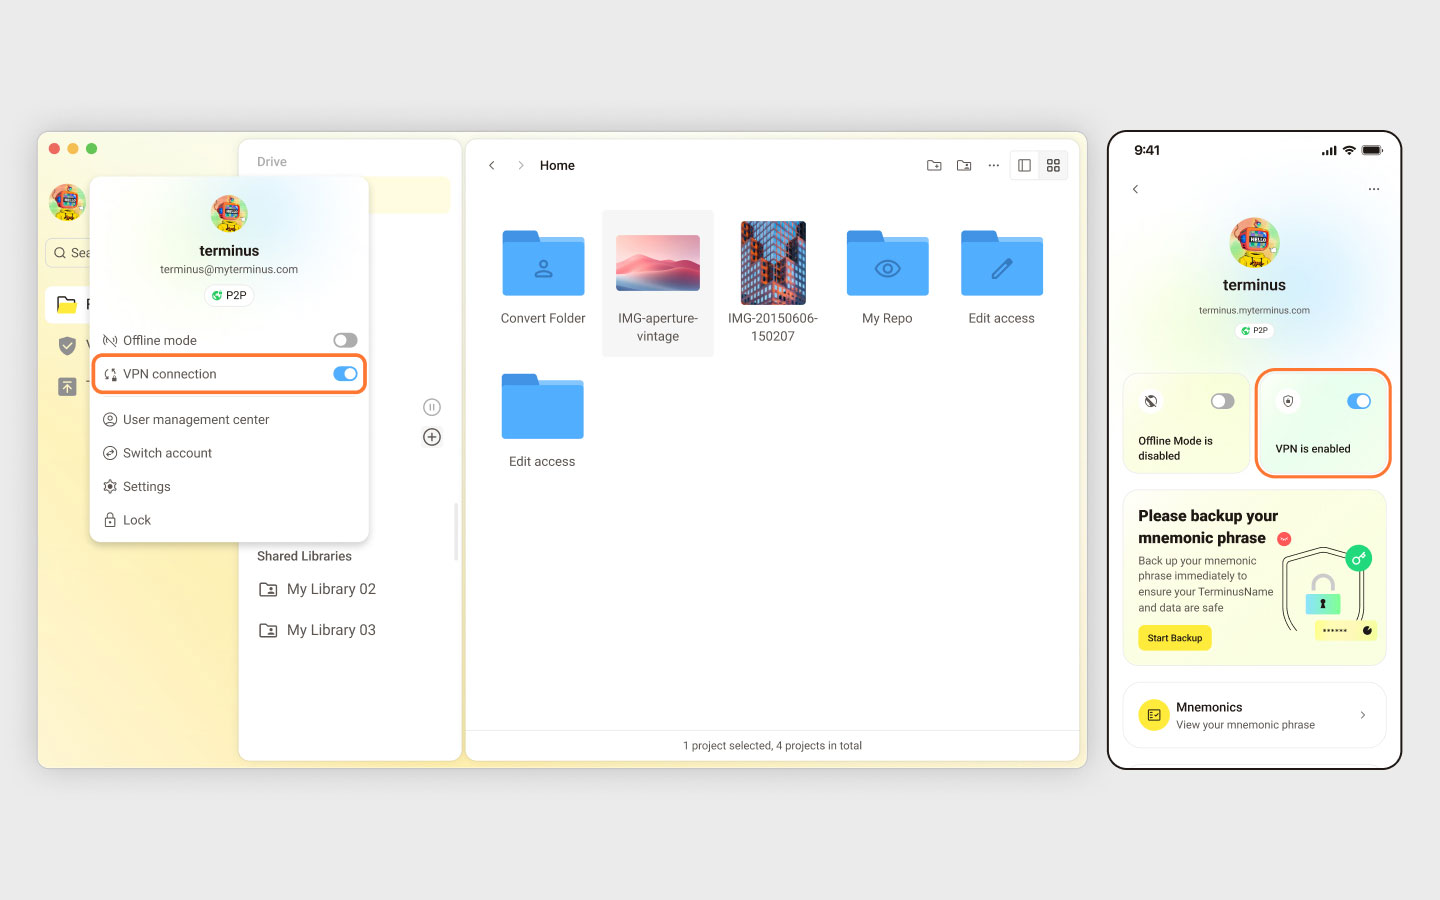 Drive
terminus
terminus@myterminus.com
P2P
Offline mode
VPN connection
User management center
Switch account
Settings
Lock
Shared Libraries
My Library 02
My Library 03
Home
Convert Folder
IMG-aperture-
vintage
IMG-20150606-
150207
My Repo
Edit access
Edit access
1 project selected, 4 projects in total
9:41
HELLO
terminus
terminus.myterminus.com
P2P
Offline Mode is
disabled
VPN is enabled
Please backup your
mnemonic phrase
Back up your mnemonic
phrase immediately to
ensure your TerminusName
and data are safe
Start Backup
******
Mnemonics
View your mnemonic phrase